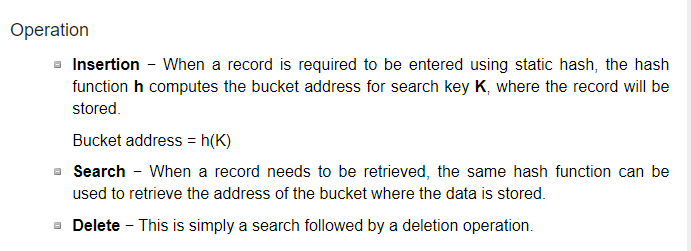 Operation
Insertion − When a record is required to be entered using static hash, the hash
function h computes the bucket address for search key K, where the record will be
stored.
Bucket address = h(K)
Search − When a record needs to be retrieved, the same hash function can be
used to retrieve the address of the bucket where the data is stored.
Delete − This is simply a search followed by a deletion operation.